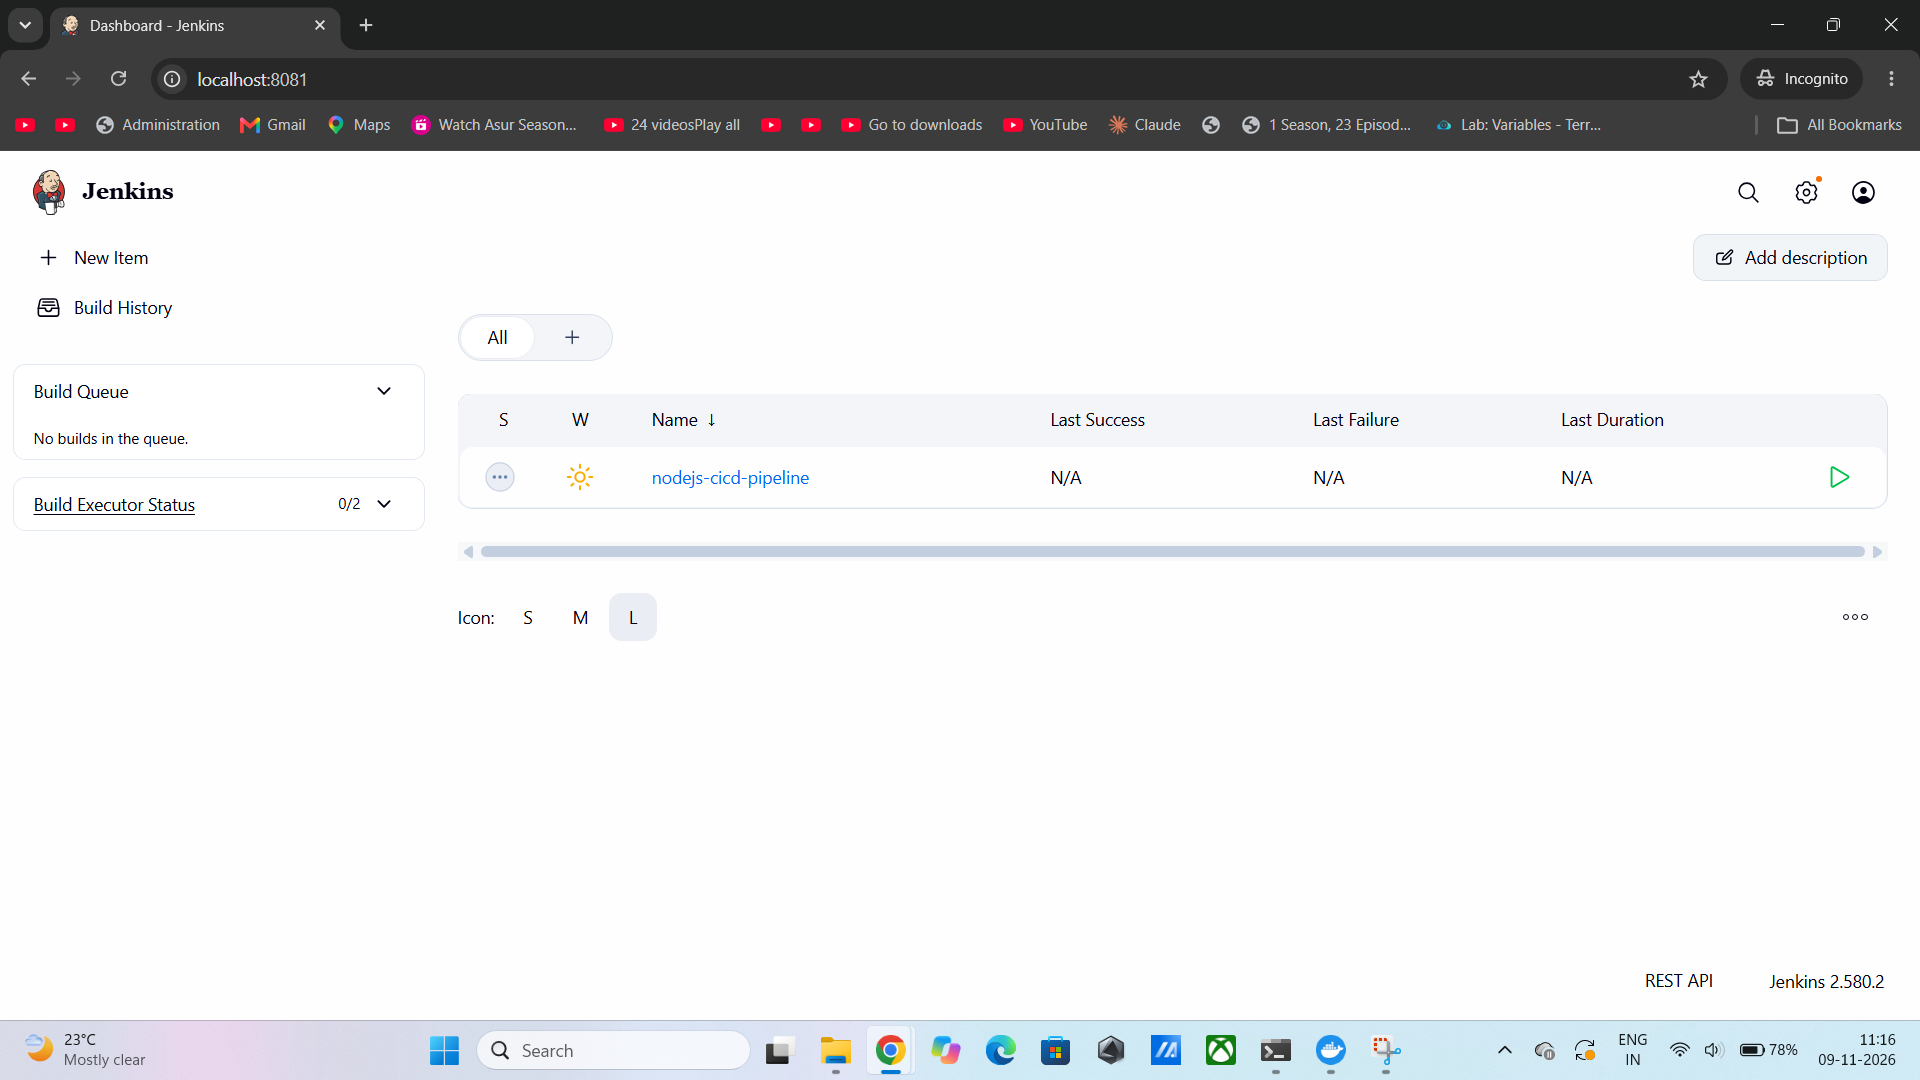 Dashboard - Jenkins
localhost:8081
Incognito
Administration
Gmail
Maps
Watch Asur Season...
24 videosPlay all
Go to downloads
YouTube
Claude
1 Season, 23 Episod...
Lab: Variables - Terr...
All Bookmarks
Jenkins
New Item
Add description
Build History
All
Build Queue
No builds in the queue.
S W Name ↓ Last Success Last Failure Last Duration
nodejs-cicd-pipeline N/A N/A N/A
Build Executor Status 0/2
Icon: S M L
REST API Jenkins 2.580.2
23°C
Mostly clear
Search
ENG
IN
78%
11:16
09-11-2026